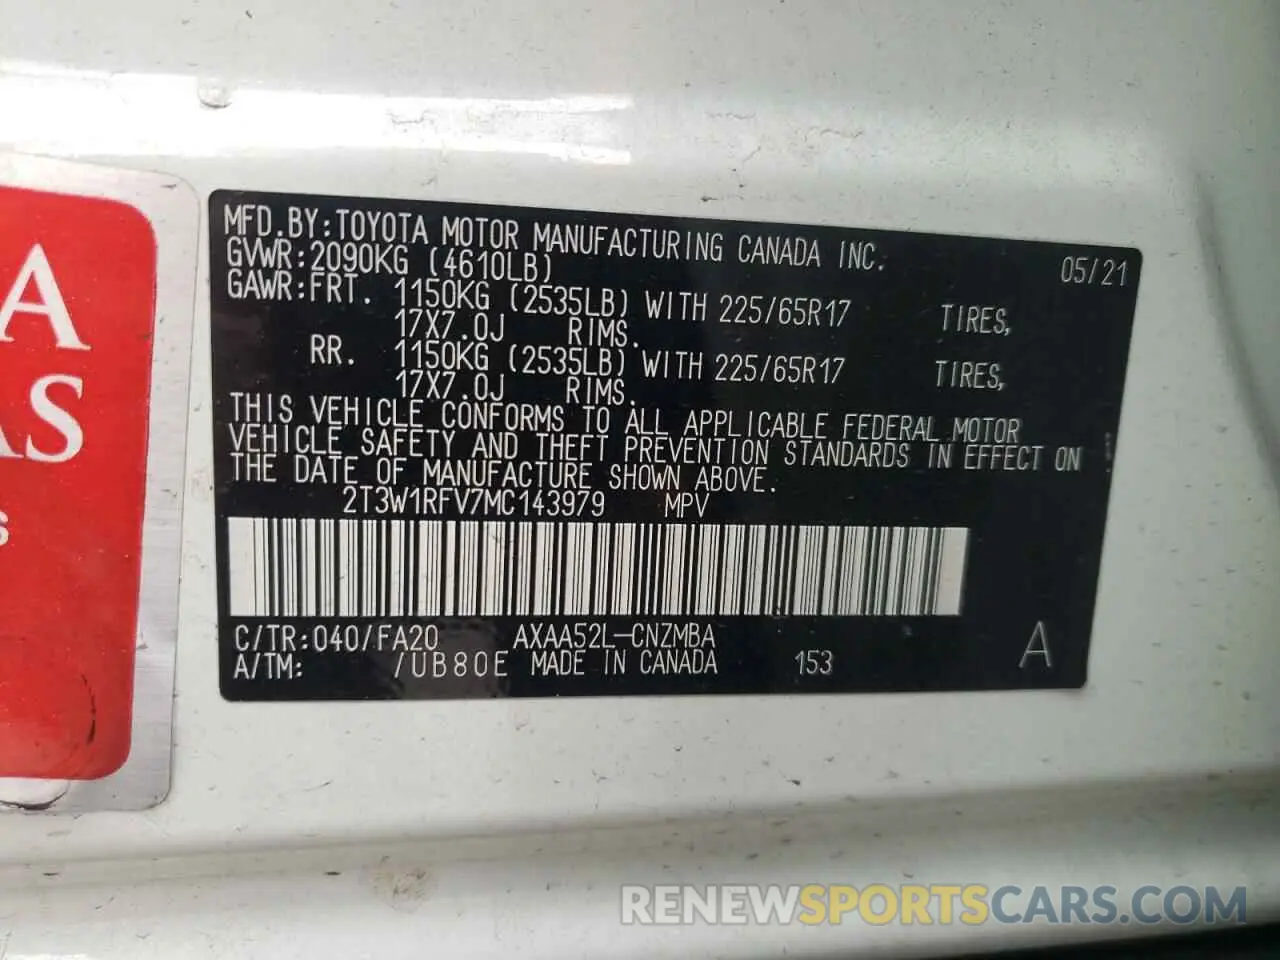 A
AS
s
MFD.BY:TOYOTA MOTOR MANUFACTURING CANADA INC. 05/21
GVWR:2090KG (4610LB)
GAWR:FRT. 1150KG (2535LB) WITH 225/65R17 TIRES,
17X7.0J RIMS.
RR. 1150KG (2535LB) WITH 225/65R17 TIRES,
17X7.0J RIMS.
THIS VEHICLE CONFORMS TO ALL APPLICABLE FEDERAL MOTOR
VEHICLE SAFETY AND THEFT PREVENTION STANDARDS IN EFFECT ON
THE DATE OF MANUFACTURE SHOWN ABOVE.
2T3W1RFV7MC143979 MPV
C/TR:040/FA20 AXAA52L-CNZMBA
A/TM: /UB80E MADE IN CANADA 153 A
RENEWSPORTSCARS.COM